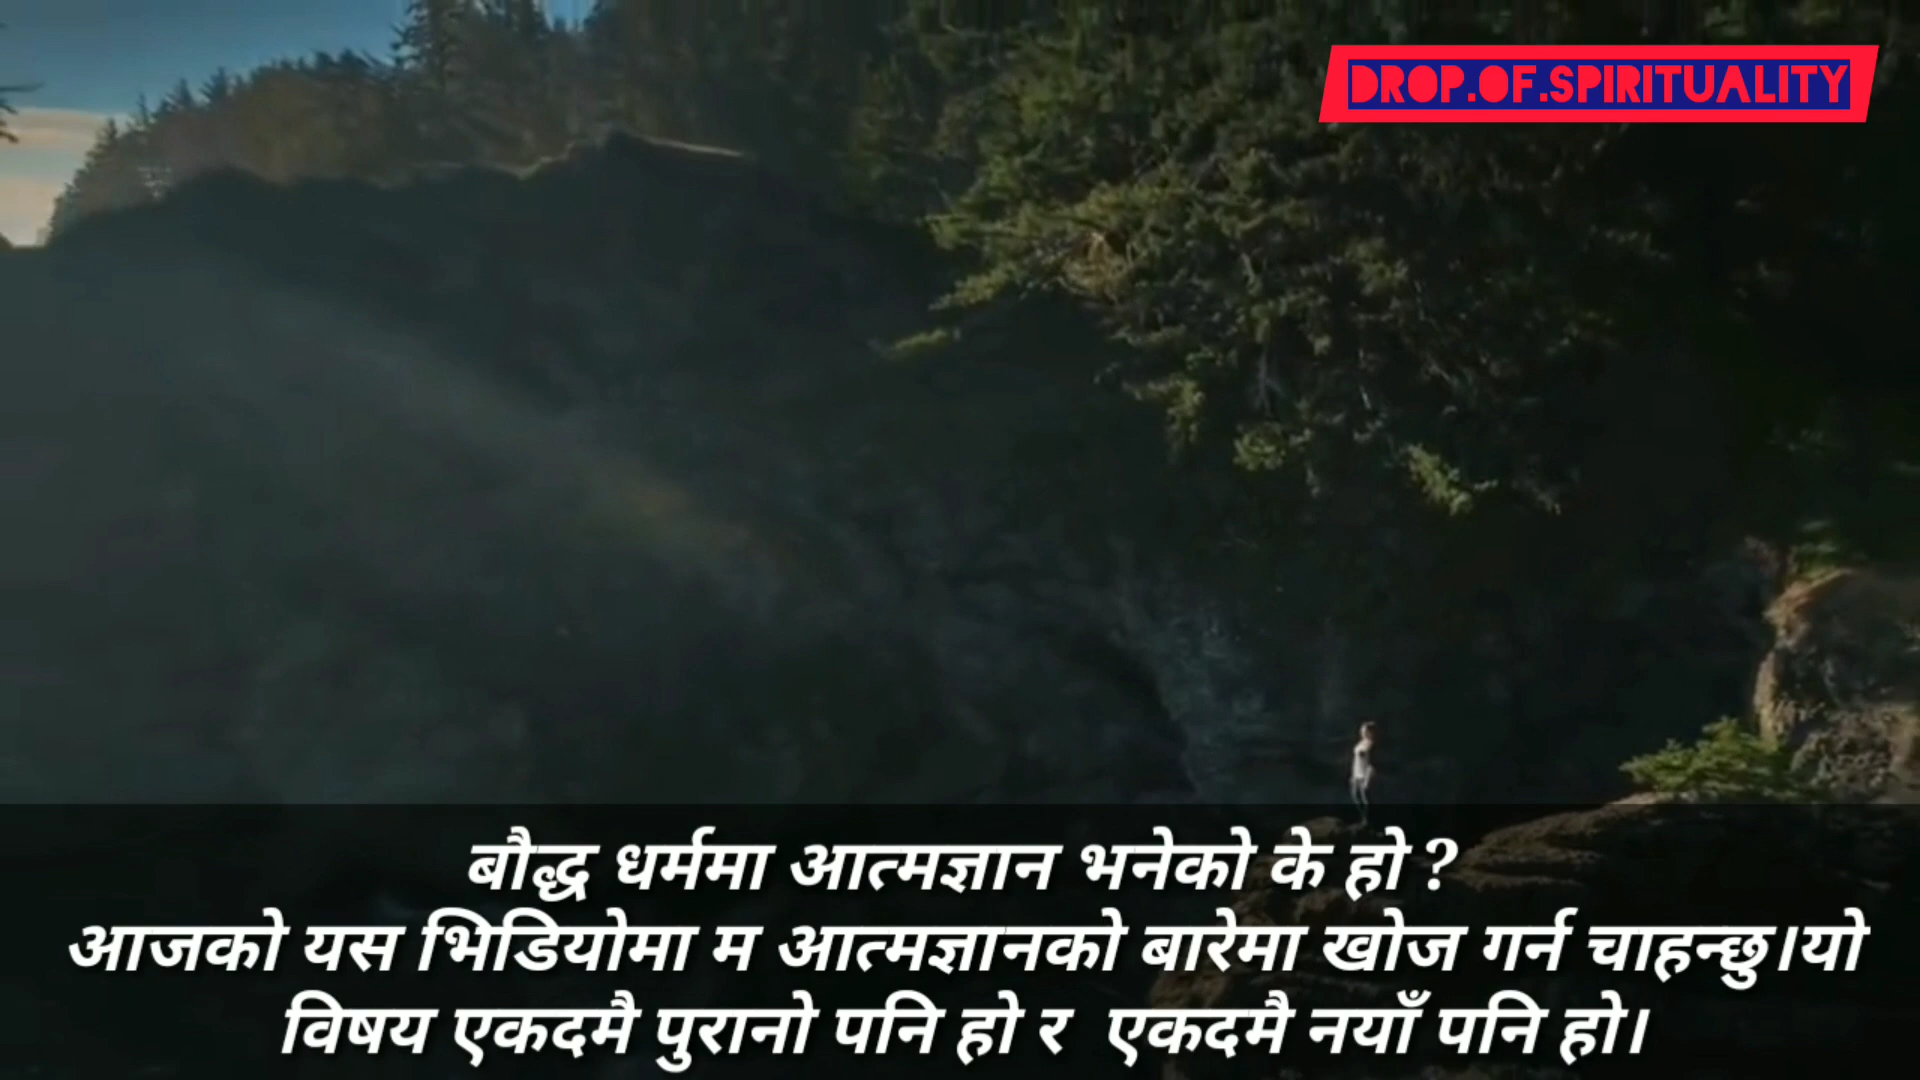 DROP.OF.SPIRITUALITY
बौद्ध धर्ममा आत्मज्ञान भनेको के हो ?
आजको यस भिडियोमा म आत्मज्ञानको बारेमा खोज गर्न चाहन्छु।यो
विषय एकदमै पुरानो पनि हो र एकदमै नयाँ पनि हो।